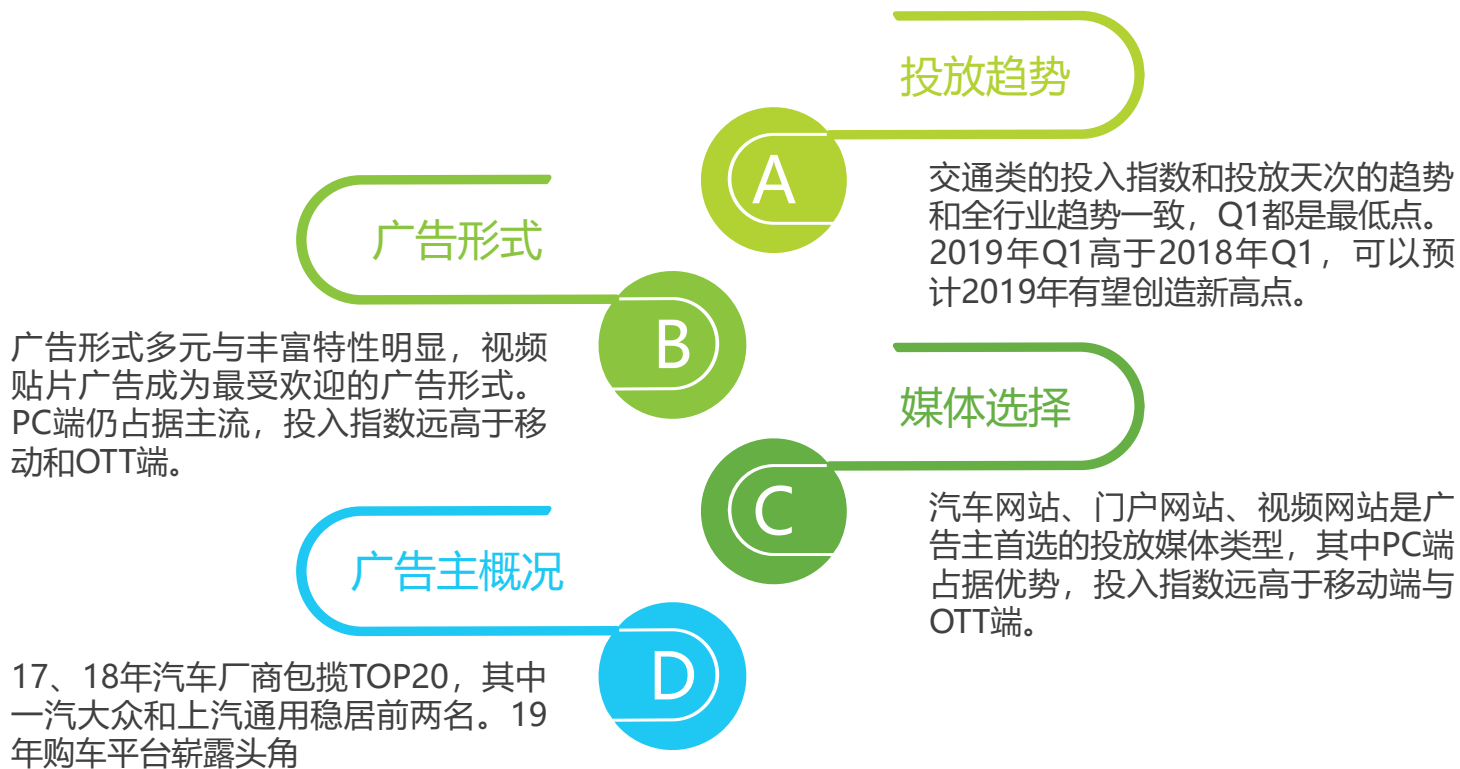 投放趋势
A
交通类的投入指数和投放天次的趋势
和全行业趋势一致，Q1都是最低点。
2019年Q1高于2018年Q1，可以预
计2019年有望创造新高点。
广告形式
B
广告形式多元与丰富特性明显，视频
贴片广告成为最受欢迎的广告形式。
PC端仍占据主流，投入指数远高于移
动和OTT端。
媒体选择
C
汽车网站、门户网站、视频网站是广
告主首选的投放媒体类型，其中PC端
占据优势，投入指数远高于移动端与
OTT端。
广告主概况
D
17、18年汽车厂商包揽TOP20，其中
一汽大众和上汽通用稳居前两名。19
年购车平台崭露头角